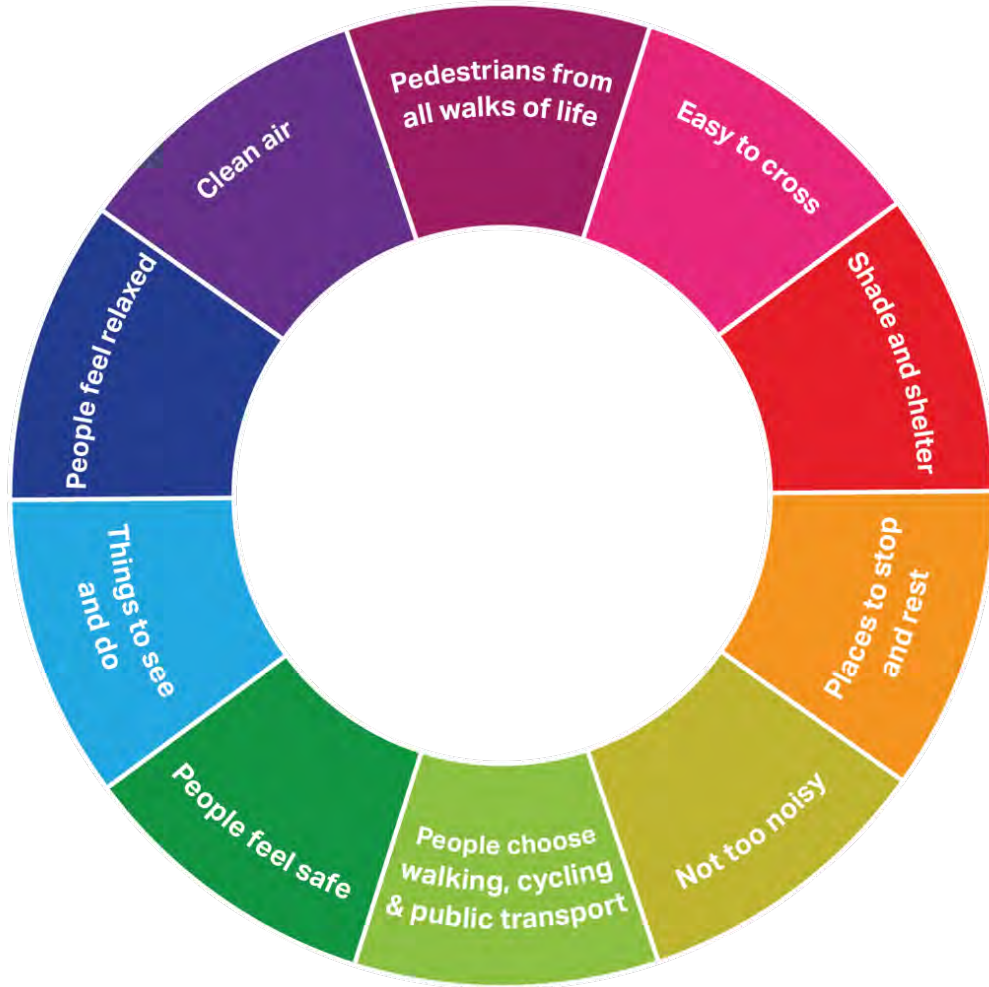 Pedestrians from
all walks of life
Easy to cross
Shade and shelter
Places to stop
and rest
Not too noisy
People choose
walking, cycling
& public transport
People feel safe
Things to see
and do
People feel relaxed
Clean air